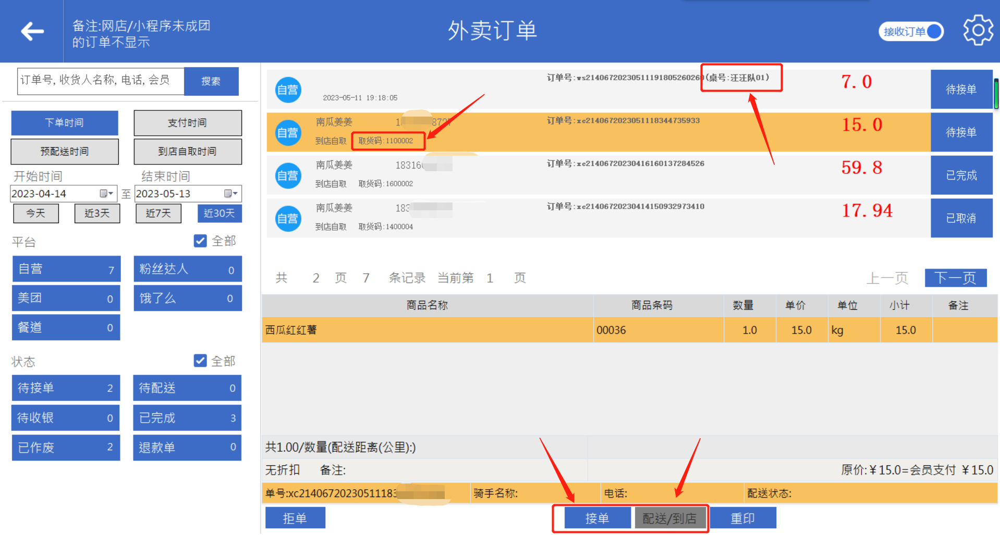 备注:网店/小程序未成团
的订单不显示
外卖订单
接收订单
订单号, 收货人名称, 电话, 会员
搜索
下单时间
支付时间
预配送时间
到店自取时间
开始时间
结束时间
2023-04-14
至
2023-05-13
今天
近3天
近7天
近30天
平台
全部
自营 7
粉丝达人 0
美团 0
饿了么 0
餐道 0
状态
全部
待接单 2
待配送 0
待收银 0
已完成 3
已作废 2
退款单 0
自营
订单号:ws21406720230511191805260260(桌号:汪汪队01)
2023-05-11 19:18:05
7.0
待接单
自营
南瓜姜姜
订单号:xc2140672023051118344735933
到店自取 取货码:1100002
15.0
待接单
自营
南瓜姜姜 18316
订单号:xc2140672023041616013728452​6
到店自取 取货码:1600002
59.8
已完成
自营
南瓜姜姜 183
订单号:xc2140672023041415093297341​0
到店自取 取货码:1400004
17.94
已取消
共 2 页 7 条记录 当前第 1 页
上一页
下一页
商品名称 商品条码 数量 单价 单位 小计 备注
西瓜红红薯 00036 1.0 15.0 kg 15.0
共1.00/数量(配送距离(公里):)
无折扣 备注:
原价:￥15.0=会员支付 ￥15.0
单号:xc21406720230511183
骑手名称:
电话:
配送状态:
拒单
接单
配送/到店
重印